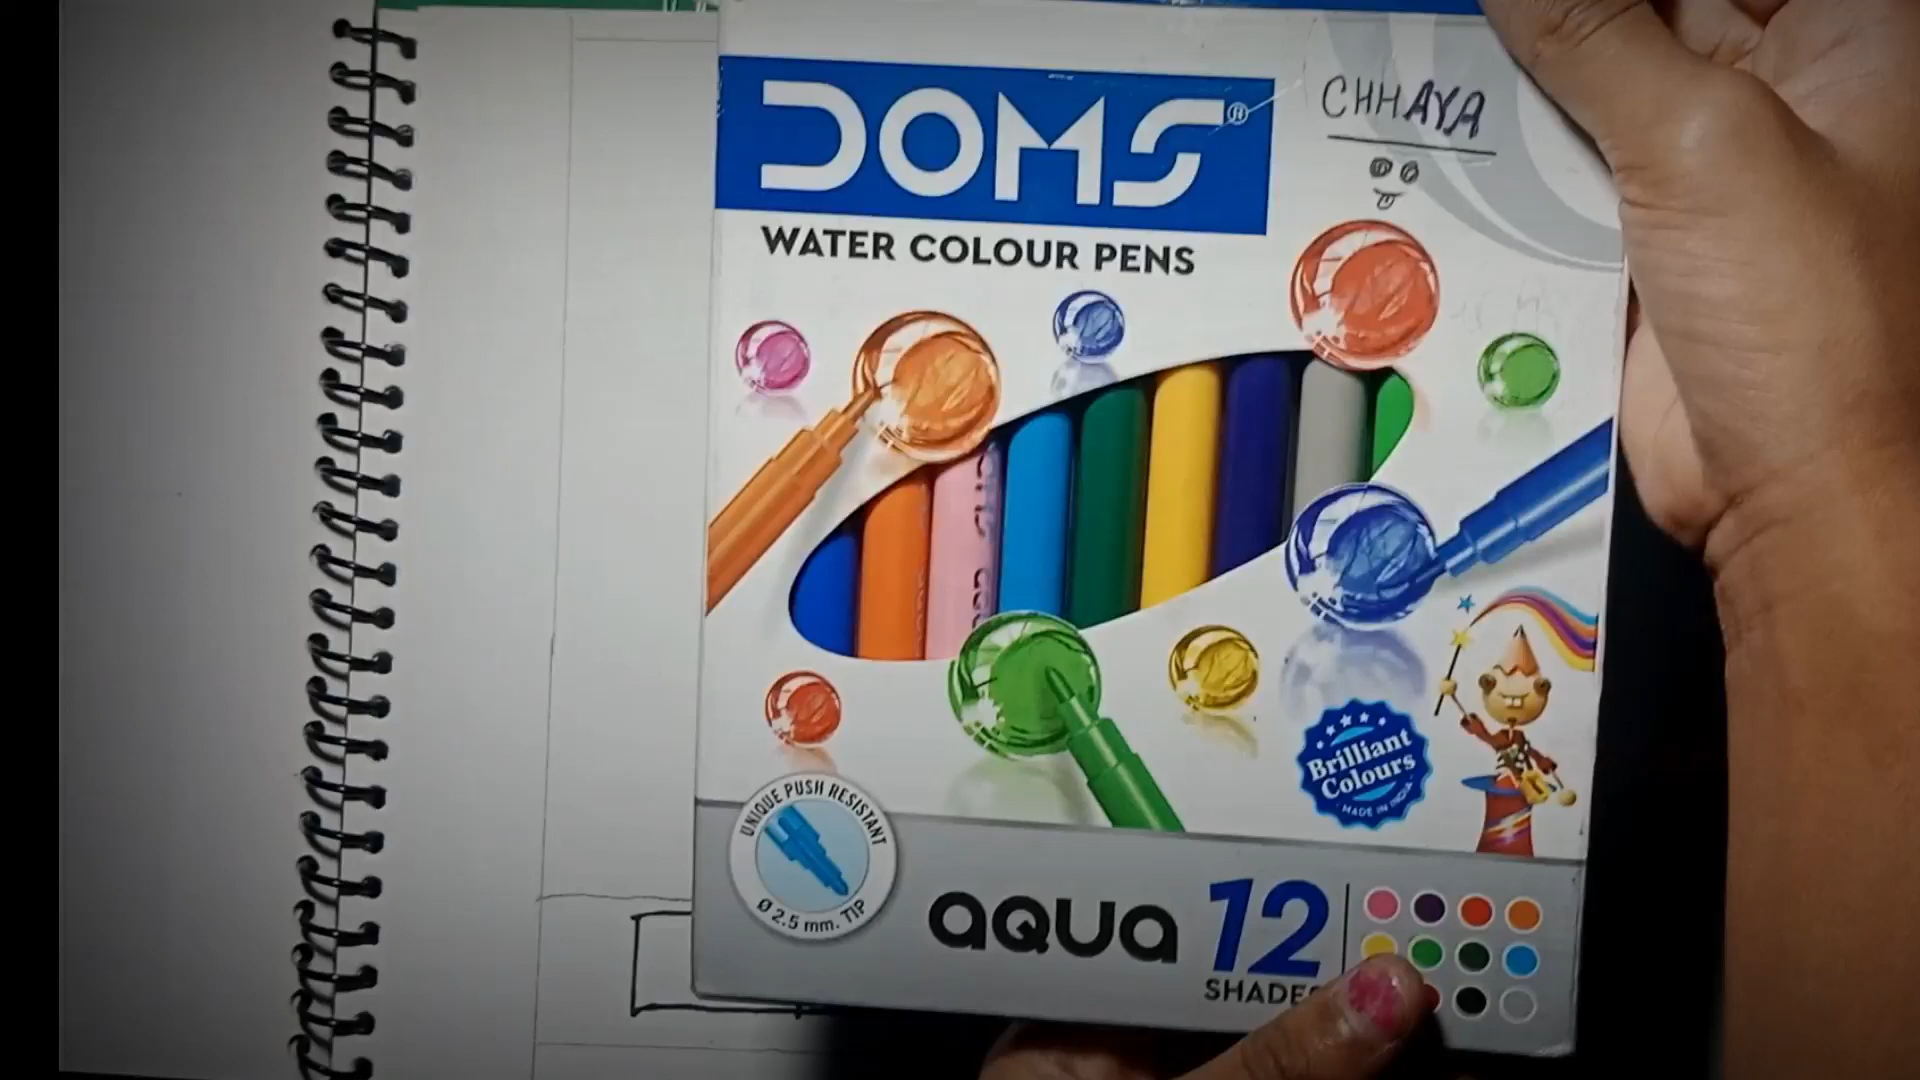 DOMS®
CHHAYA
WATER COLOUR PENS
Brilliant
Colours
MADE IN INDIA
UNIQUE PUSH RESISTANT
Ø 2.5 mm. TIP
aqua 12
SHADES